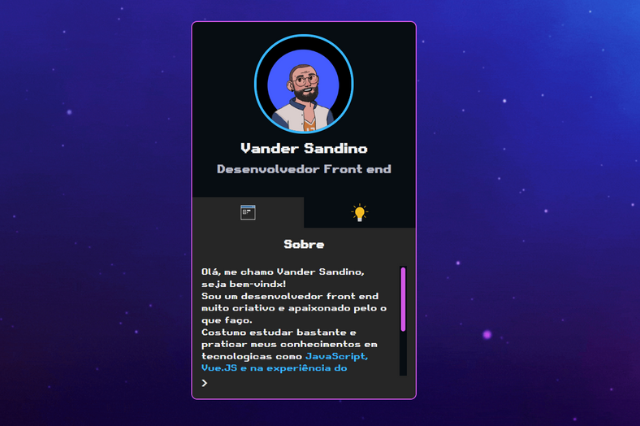 Vander Sandino
Desenvolvedor Front end
Sobre
Olá, me chamo Vander Sandino,
seja bem-vindx!
Sou um desenvolvedor front end
muito criativo e apaixonado pelo o
que faço.
Costumo estudar bastante e
praticar meus conhecimentos em
tecnologicas como JavaScript,
Vue.JS e na experiência do
>